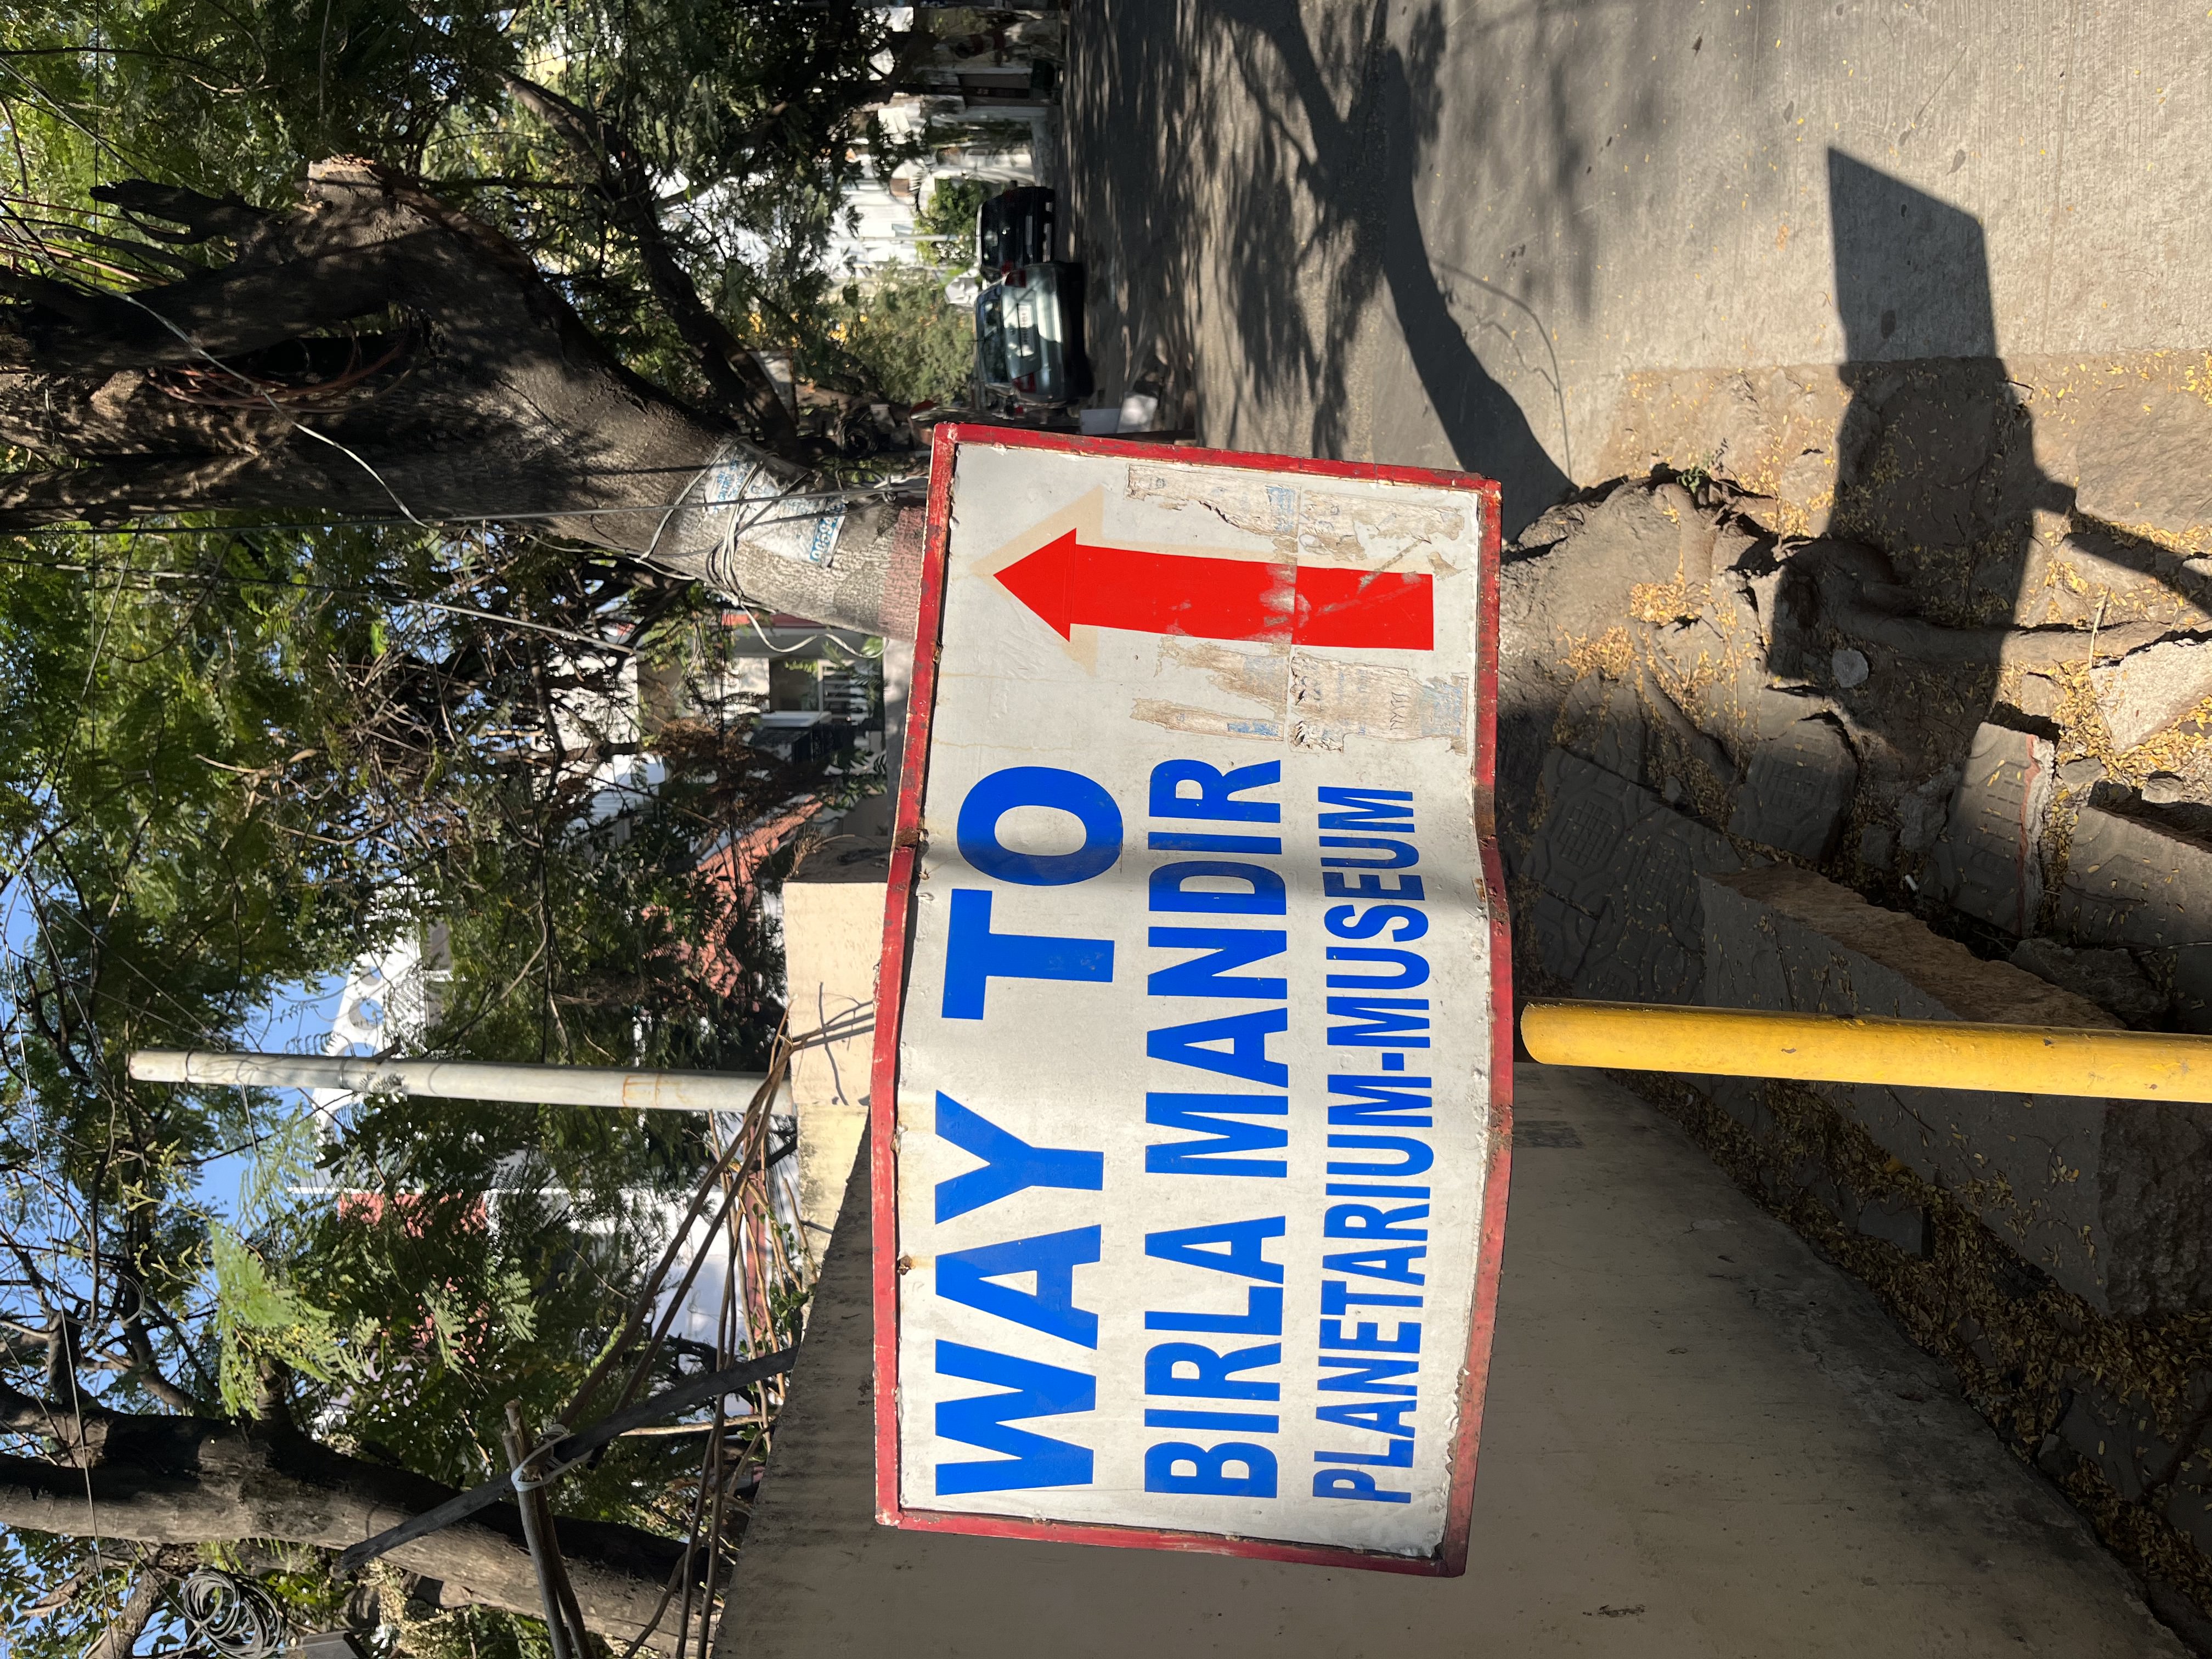 WAY TO
BIRLA MANDIR
PLANETARIUM-MUSEUM